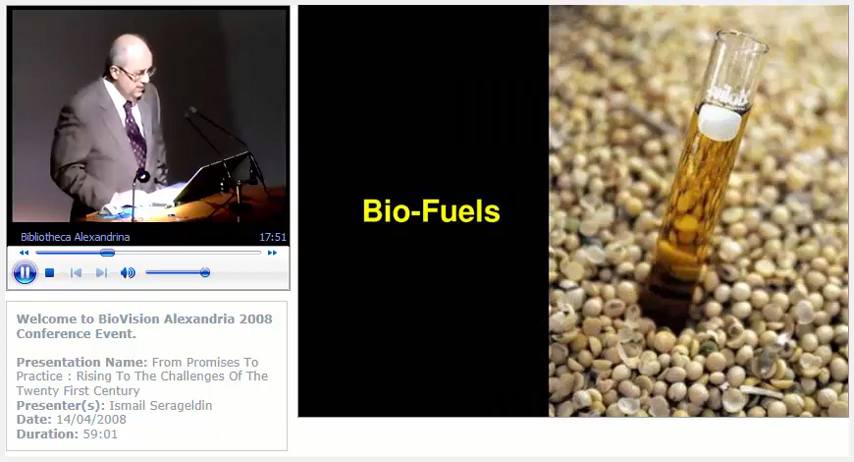 Bibliotheca Alexandrina 17:51
Welcome to BioVision Alexandria 2008
Conference Event.
Presentation Name: From Promises To
Practice : Rising To The Challenges Of The
Twenty First Century
Presenter(s): Ismail Serageldin
Date: 14/04/2008
Duration: 59:01
Bio-Fuels